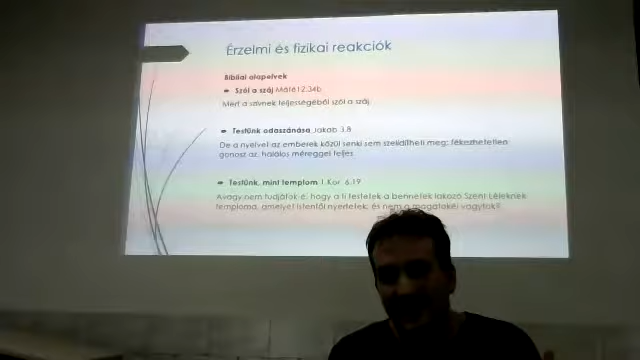 Érzelmi és fizikai reakciók
Bibliai alapelvek
Szól a száj Máté12:34b
Mert a szívnek teljességéből szól a száj.
Testünk odaszánása Jakab 3:8
De a nyelvet az emberek közül senki sem szelídítheti meg; fékezhetetlen
gonosz az, halálos méreggel teljes.
Testünk, mint templom 1 Kor. 6:19
Avagy nem tudjátok-é, hogy a ti testetek a bennetek lakozó Szent Léleknek
temploma, amelyet Istentől nyertetek; és nem a magatokéi vagytok?